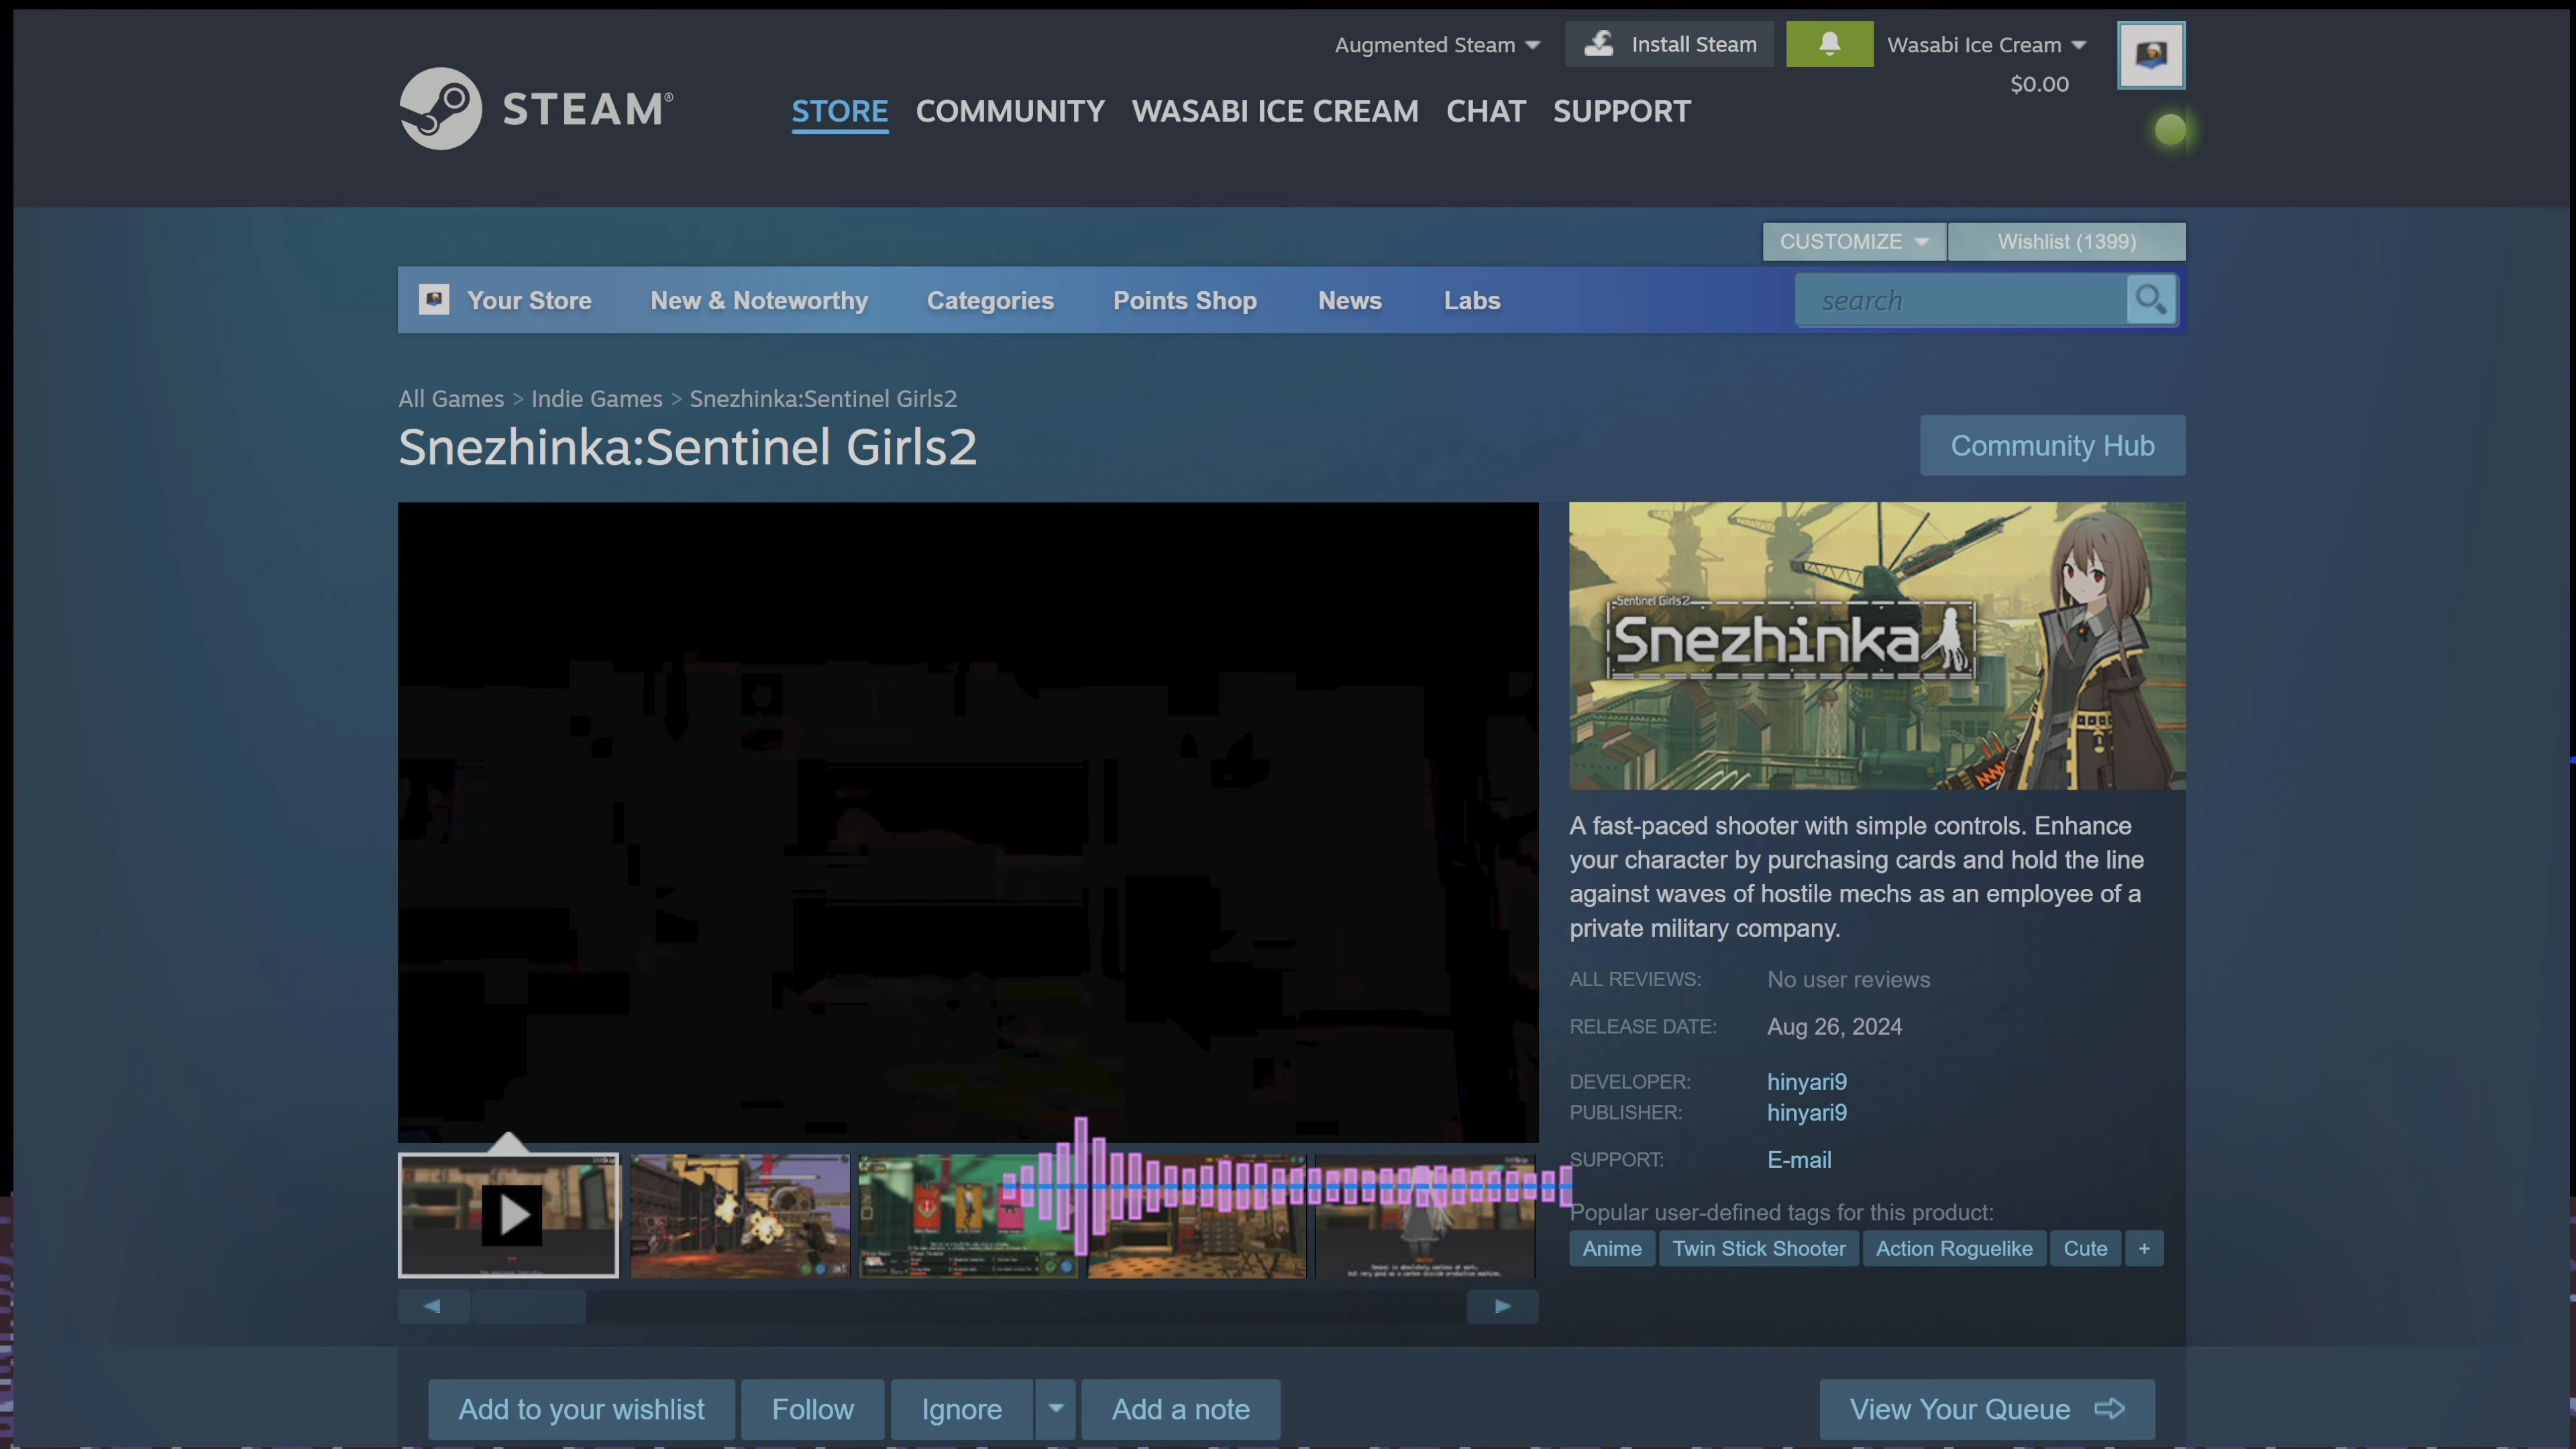 Augmented Steam
Install Steam
Wasabi Ice Cream
$0.00
STEAM®
STORE COMMUNITY WASABI ICE CREAM CHAT SUPPORT
CUSTOMIZE
Wishlist (1399)
Your Store
New & Noteworthy
Categories
Points Shop
News
Labs
search
All Games > Indie Games > Snezhinka:Sentinel Girls2
Snezhinka:Sentinel Girls2
Community Hub
Sentinel Girls2
Snezhinka
A fast-paced shooter with simple controls. Enhance
your character by purchasing cards and hold the line
against waves of hostile mechs as an employee of a
private military company.
ALL REVIEWS: No user reviews
RELEASE DATE: Aug 26, 2024
DEVELOPER: hinyari9
PUBLISHER: hinyari9
SUPPORT: E-mail
Popular user-defined tags for this product:
Anime
Twin Stick Shooter
Action Roguelike
Cute
+
Add to your wishlist
Follow
Ignore
Add a note
View Your Queue